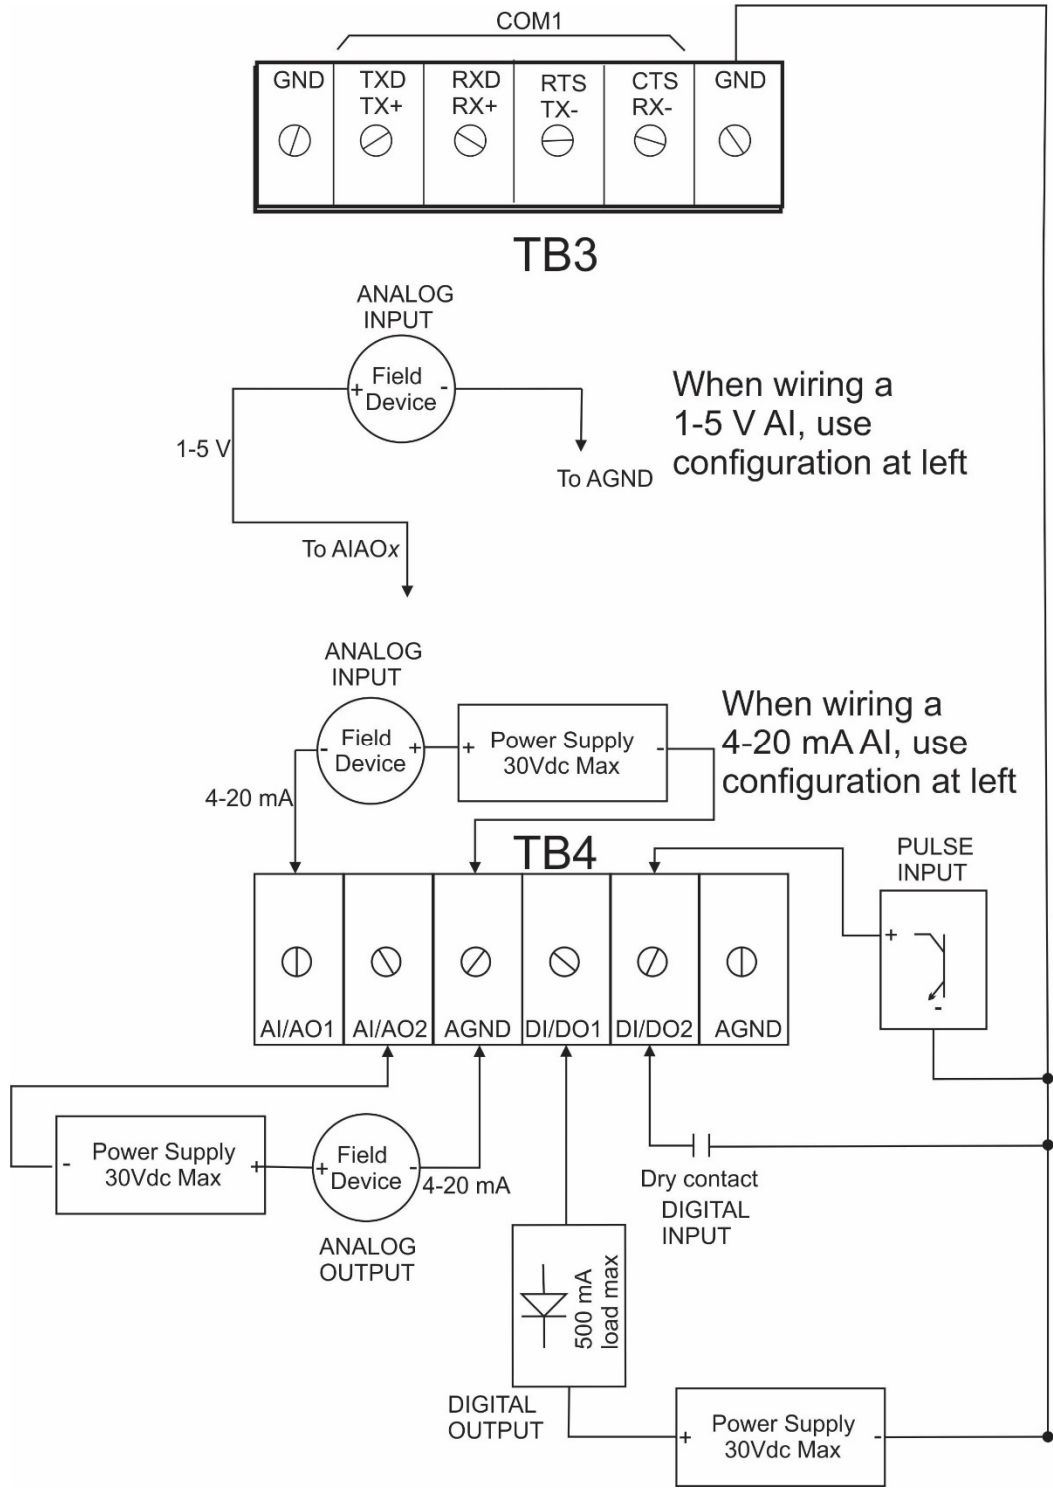 COM1
GND TXD RXD RTS CTS GND
TX+ RX+ TX- RX-
TB3
ANALOG
INPUT
+ Field -
Device
1-5 V
To AGND
To AIAOx
When wiring a
1-5 V AI, use
configuration at left
ANALOG
INPUT
- Field +
Device
+ Power Supply -
30Vdc Max
4-20 mA
When wiring a
4-20 mA AI, use
configuration at left
TB4
PULSE
INPUT
+
-
AI/AO1 AI/AO2 AGND DI/DO1 DI/DO2 AGND
- Power Supply +
30Vdc Max
+ Field -
Device
4-20 mA
ANALOG
OUTPUT
Dry contact
DIGITAL
INPUT
500 mA
load max
DIGITAL
OUTPUT
+ Power Supply -
30Vdc Max